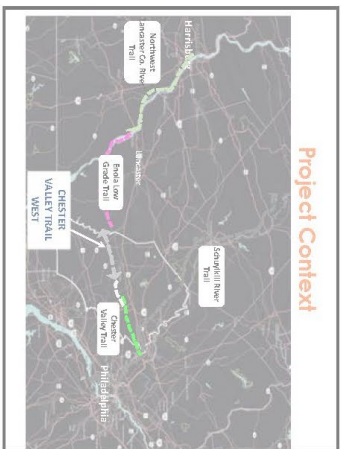 Project Context
Harrisburg
Northwest
Lancaster Co. River
Trail
Lancaster
Enola Low
Grade Trail
CHESTER
VALLEY TRAIL
WEST
Schuylkill River
Trail
Chester
Valley Trail
Philadelphia